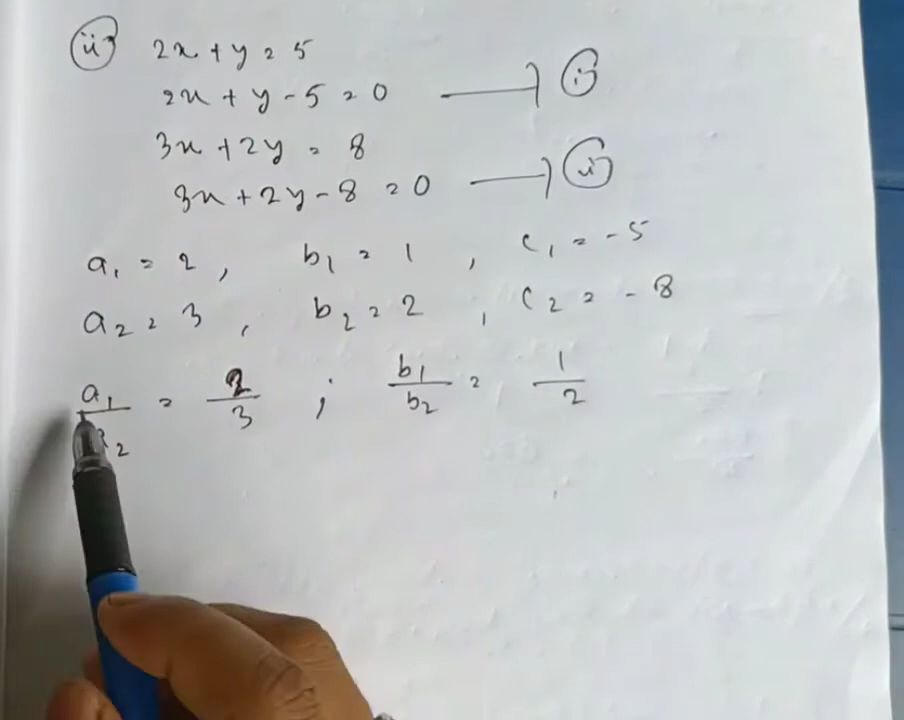 (ii) 2x + y = 5
2x + y - 5 = 0 → (i)
3x + 2y = 8
3x + 2y - 8 = 0 → (ii)
a₁ = 2, b₁ = 1, c₁ = -5
a₂ = 3, b₂ = 2, c₂ = -8
a₁/a₂ = 2/3 ; b₁/b₂ = 1/2